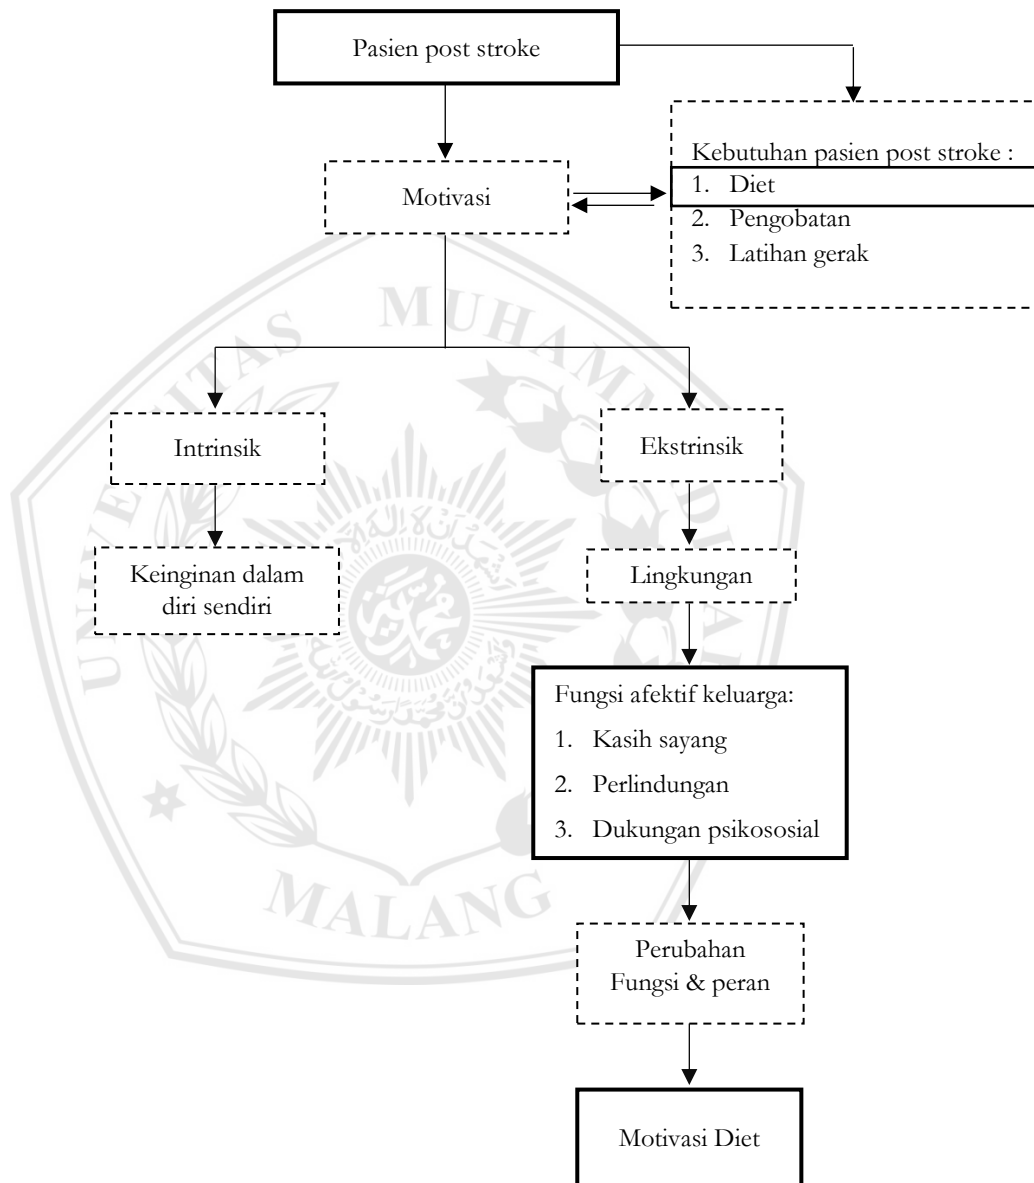 Pasien post stroke
Kebutuhan pasien post stroke :
1. Diet
2. Pengobatan
3. Latihan gerak
Motivasi
Intrinsik
Ekstrinsik
Keinginan dalam
diri sendiri
Lingkungan
Fungsi afektif keluarga:
1. Kasih sayang
2. Perlindungan
3. Dukungan psikososial
Perubahan
Fungsi & peran
Motivasi Diet
MALANG